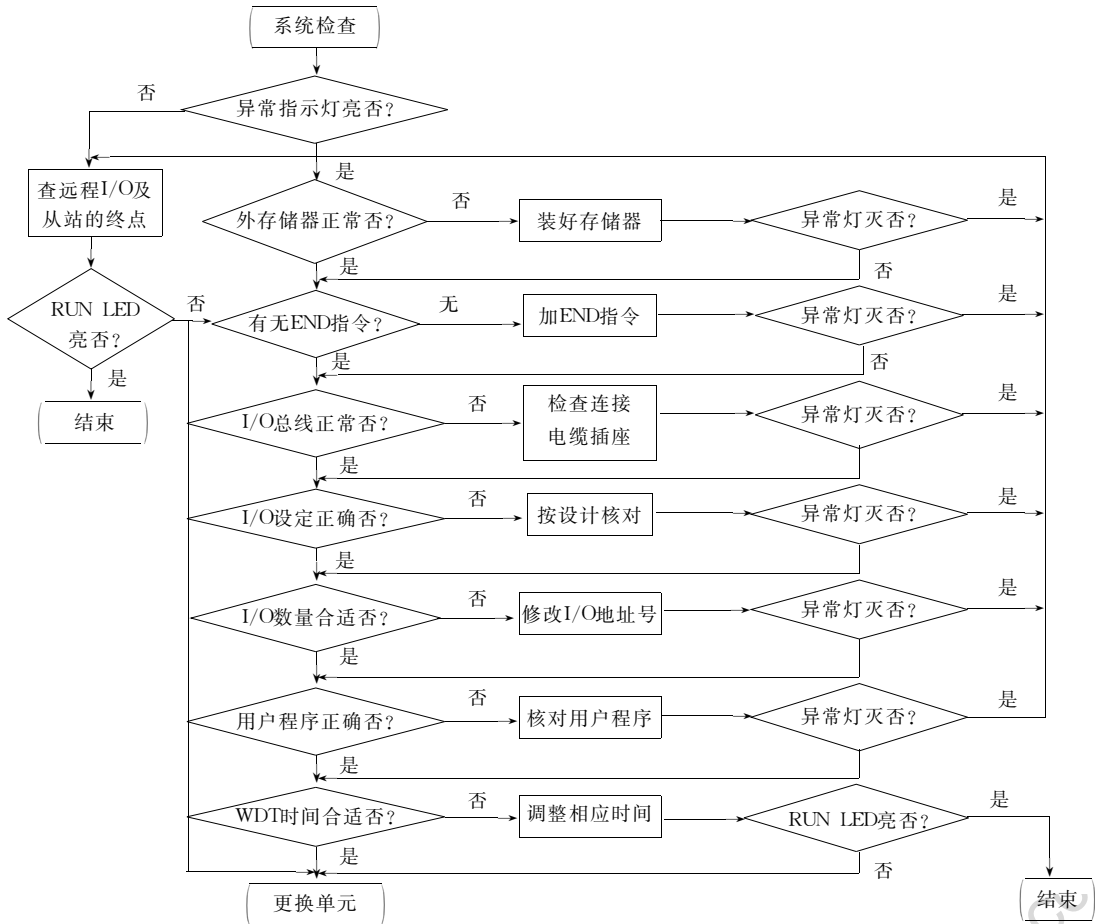 系统检查
否
异常指示灯亮否?
是
查远程I/O及
从站的终点
外存储器正常否?
否
装好存储器
异常灯灭否?
是
是
否
RUN LED
亮否?
否
有无END指令?
无
加END指令
异常灯灭否?
是
是
否
是
结束
I/O总线正常否?
否
检查连接
电缆插座
异常灯灭否?
是
是
I/O设定正确否?
否
按设计核对
异常灯灭否?
是
是
I/O数量合适否?
否
修改I/O地址号
异常灯灭否?
是
是
用户程序正确否?
否
核对用户程序
异常灯灭否?
是
是
WDT时间合适否?
否
调整相应时间
RUN LED亮否?
是
是
否
更换单元
结束